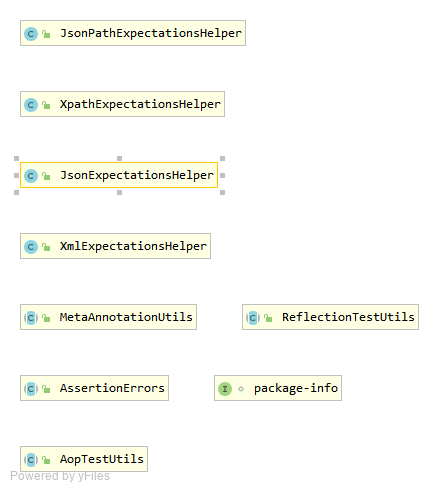 JsonPathExpectationsHelper
XpathExpectationsHelper
JsonExpectationsHelper
XmlExpectationsHelper
MetaAnnotationUtils
ReflectionTestUtils
AssertionErrors
package-info
AopTestUtils
Powered by yFiles